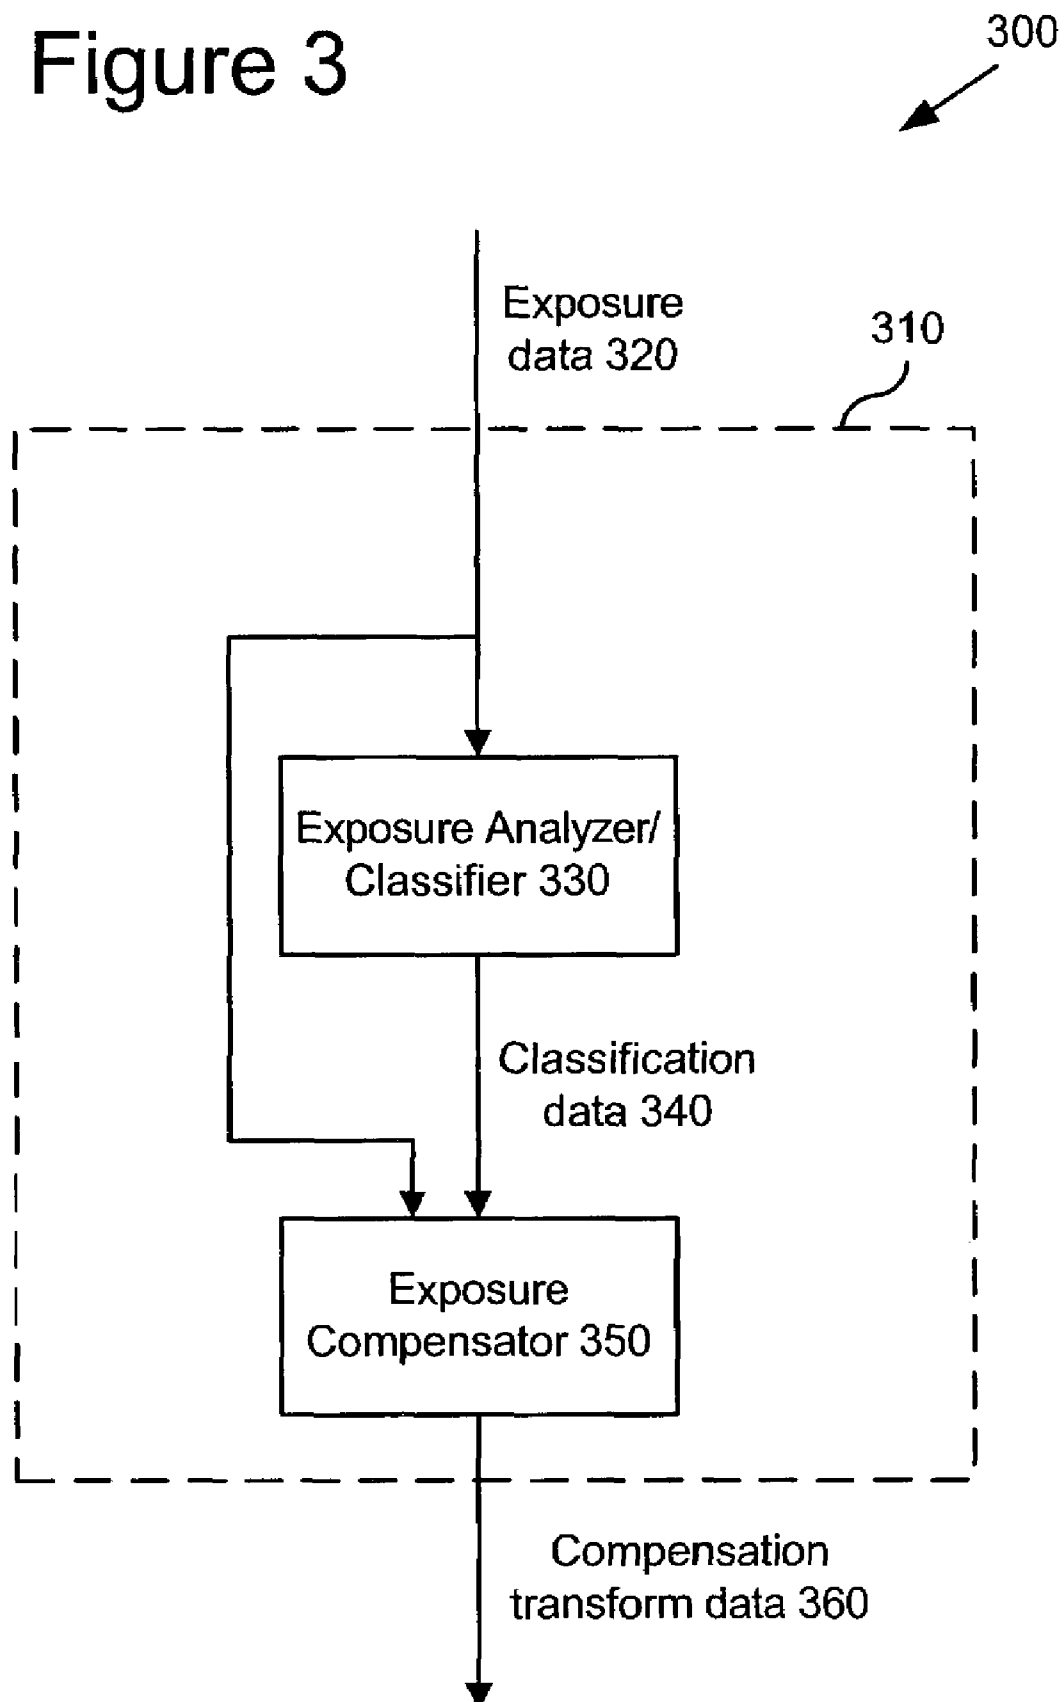 Figure 3
300
Exposure
data 320
310
Exposure Analyzer/
Classifier 330
Classification
data 340
Exposure
Compensator 350
Compensation
transform data 360